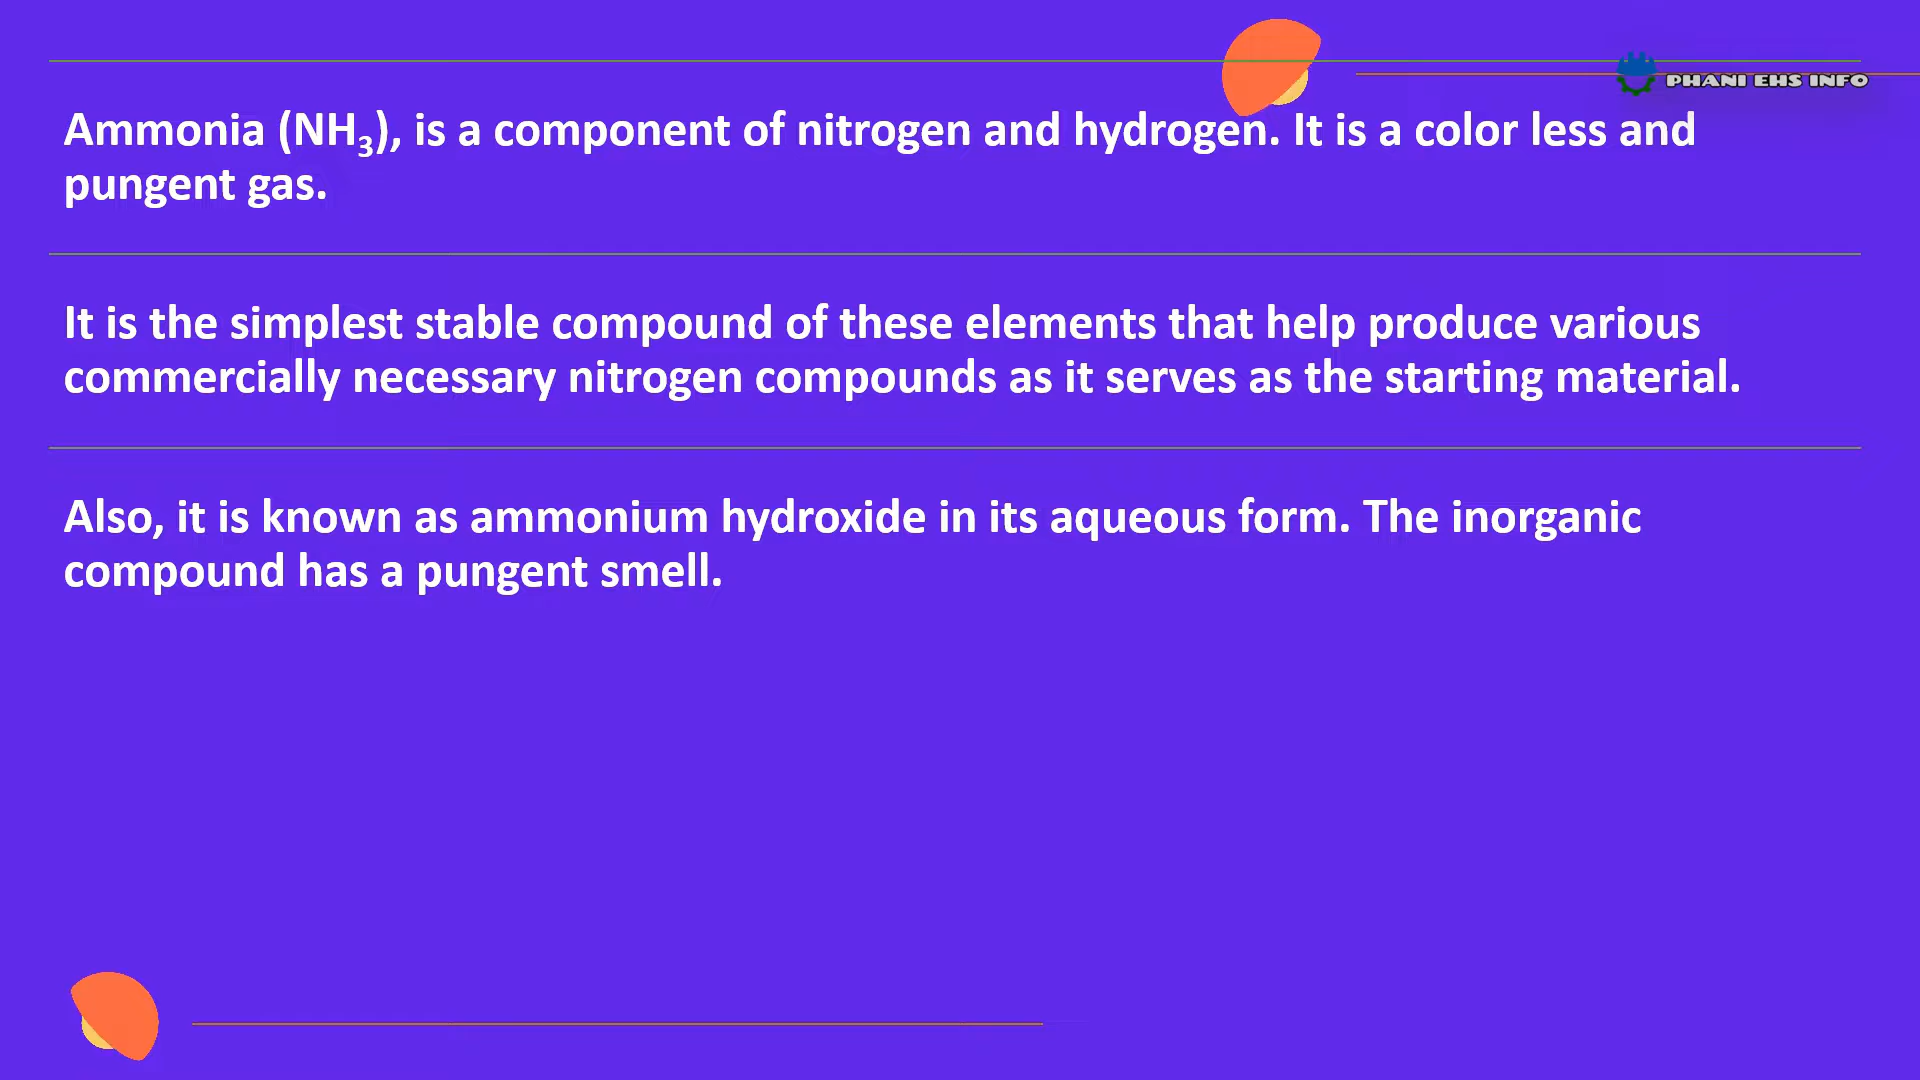 PHANI EHS INFO
Ammonia (NH₃), is a component of nitrogen and hydrogen. It is a color less and
pungent gas.
It is the simplest stable compound of these elements that help produce various
commercially necessary nitrogen compounds as it serves as the starting material.
Also, it is known as ammonium hydroxide in its aqueous form. The inorganic
compound has a pungent smell.